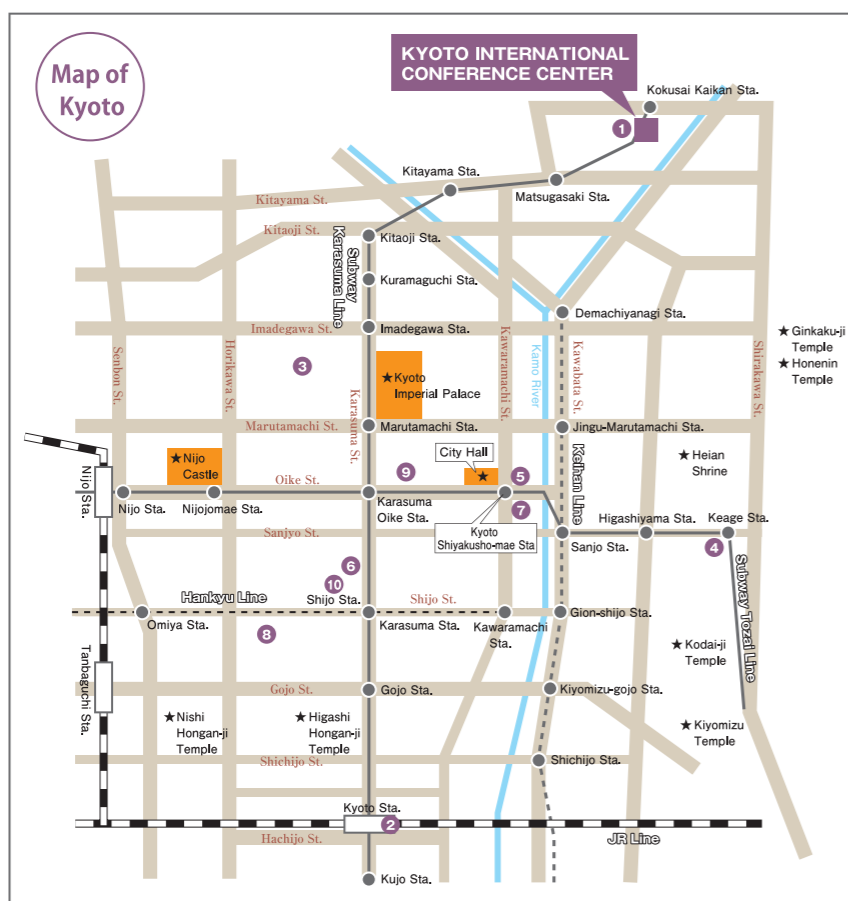 Map of
Kyoto
KYOTO INTERNATIONAL
CONFERENCE CENTER
Kokusai Kaikan Sta.
1
Kitayama Sta.
Matsugasaki Sta.
Kitayama St.
Kitaoji St.
Kitaoji Sta.
Subway
Karasuma Line
Kuramaguchi Sta.
Demachiyanagi Sta.
Imadegawa St.
Imadegawa Sta.
Senbon St.
Horikawa St.
Kawaramachi St.
Kamo River
Kawabata St.
Shirakawa St.
★Ginkaku-ji
Temple
★Honenin
Temple
3
★Kyoto
Imperial Palace
Karasuma St.
Marutamachi St.
Marutamachi Sta.
Jingu-Marutamachi Sta.
City Hall
★
★Nijo
Castle
★Heian
Shrine
Keihan Line
Nijo Sta.
Oike St.
9
5
Nijo Sta.
Nijojomae Sta.
Karasuma
Oike Sta.
7
Kyoto
Shiyakusho-mae Sta
Sanjyo St.
Sanjo Sta.
Higashiyama Sta.
Keage Sta.
4
6
10
Hankyu Line
Shijo Sta.
Shijo St.
Omiya Sta.
Karasuma Sta.
Kawaramachi
Sta.
Gion-shijo Sta.
Subway Tozai Line
8
Tanbaguchi Sta.
★Kodai-ji
Temple
Gojo St.
Gojo Sta.
Kiyomizu-gojo Sta.
★Nishi
Hongan-ji
Temple
★Higashi
Hongan-ji
Temple
★Kiyomizu
Temple
Shichijo St.
Shichijo Sta.
Kyoto Sta.
2
JR Line
Hachijo St.
Kujo Sta.